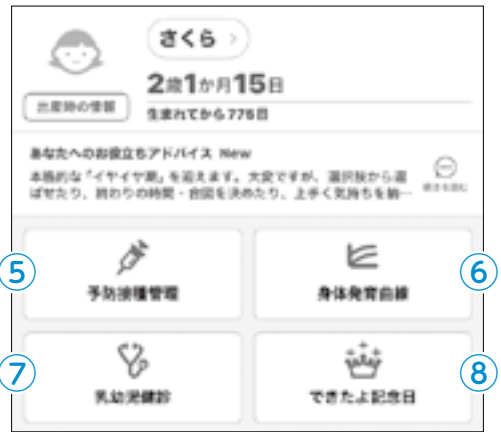 さくら
2歳1か月15日
出産時の情報
生まれてから776日
あなたへのお役立ちアドバイス New
本格的な「イヤイヤ期」を迎えます。大変ですが、選択肢から選
ばせたり、終わりの時間・合図を決めたり、上手く気持ちを揃…
続きを読む
⑤
予防接種管理
⑥
身体発育曲線
⑦
乳幼児健診
⑧
できたよ記念日